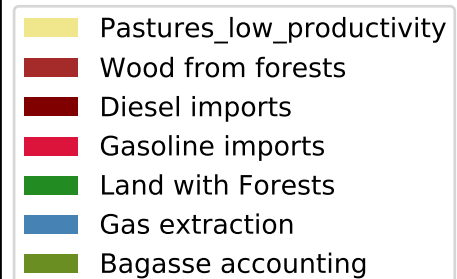 Pastures_low_productivity
Wood from forests
Diesel imports
Gasoline imports
Land with Forests
Gas extraction
Bagasse accounting